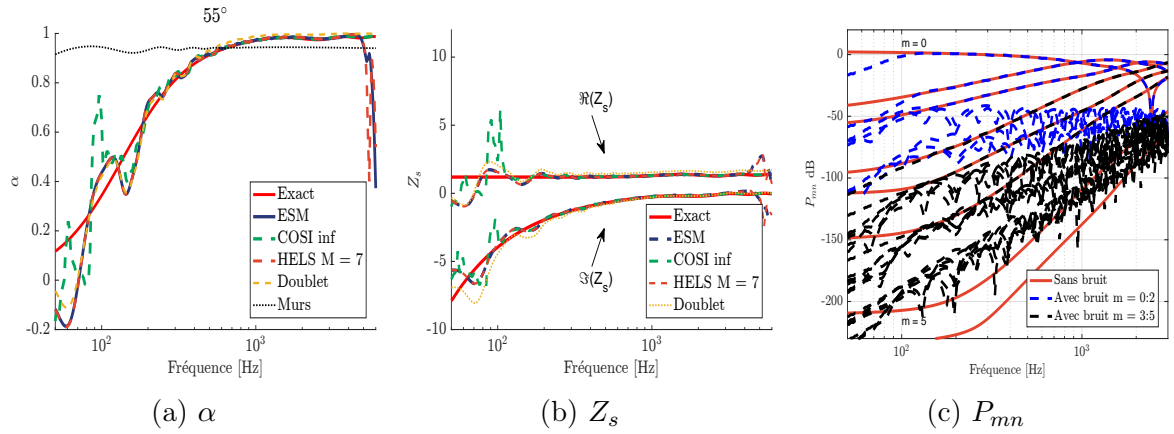 55°
1
0.8
0.6
0.4
0.2
0
-0.2
α
10² 10³
Fréquence [Hz]
Exact
ESM
COSI inf
HELS M = 7
Doublet
Murs
(a) α
10
5
0
-5
-10
Z_s
ℜ(Z_s)
ℑ(Z_s)
10² 10³
Fréquence [Hz]
Exact
ESM
COSI inf
HELS M = 7
Doublet
(b) Z_s
0
-50
-100
-150
-200
P_mn dB
m = 0
m = 5
10² 10³
Fréquence [Hz]
Sans bruit
Avec bruit m = 0:2
Avec bruit m = 3:5
(c) P_mn